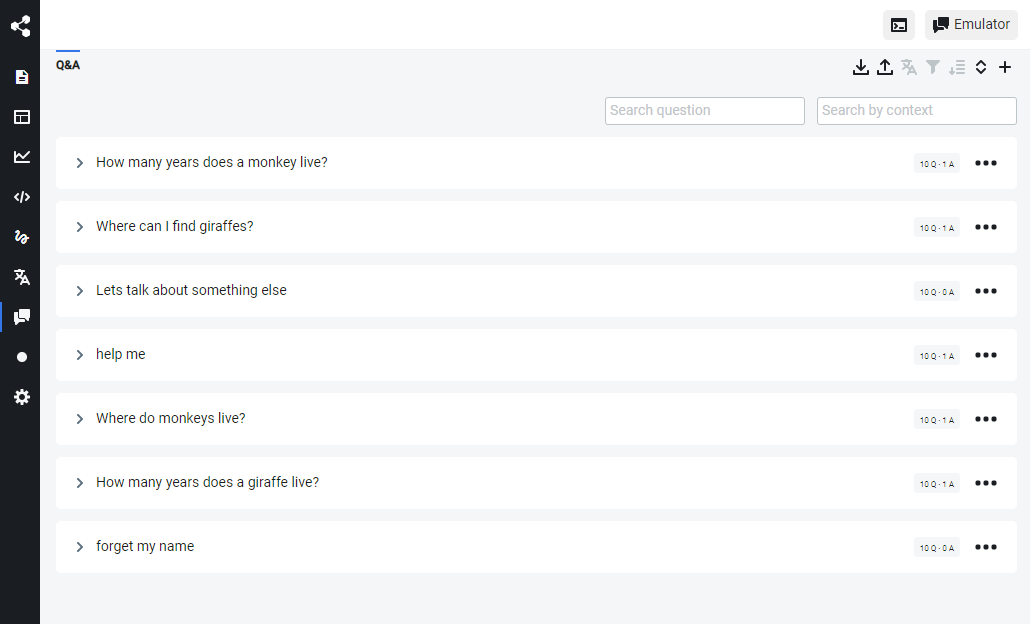 Emulator
Q&A
Search question
Search by context
How many years does a monkey live?
10 Q · 1 A
Where can I find giraffes?
10 Q · 1 A
Lets talk about something else
10 Q · 0 A
help me
10 Q · 1 A
Where do monkeys live?
10 Q · 1 A
How many years does a giraffe live?
10 Q · 1 A
forget my name
10 Q · 0 A